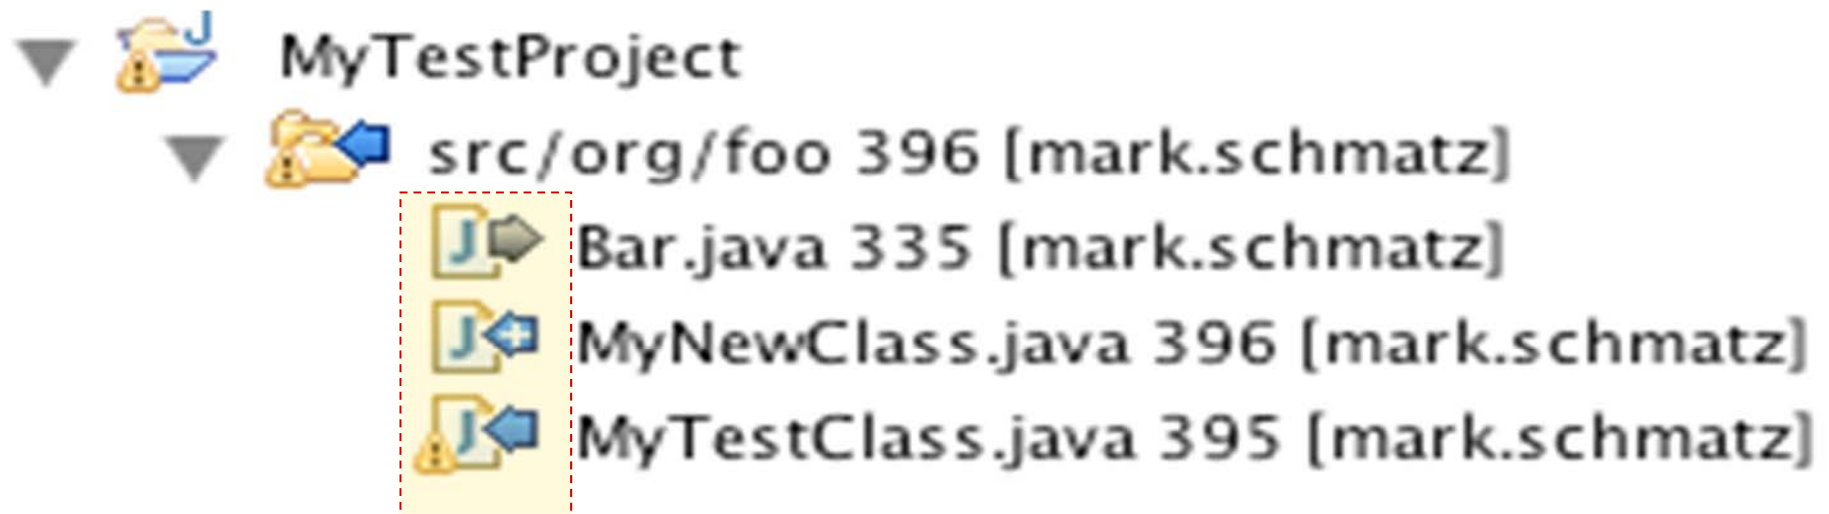 MyTestProject
src/org/foo 396 [mark.schmatz]
Bar.java 335 [mark.schmatz]
MyNewClass.java 396 [mark.schmatz]
MyTestClass.java 395 [mark.schmatz]